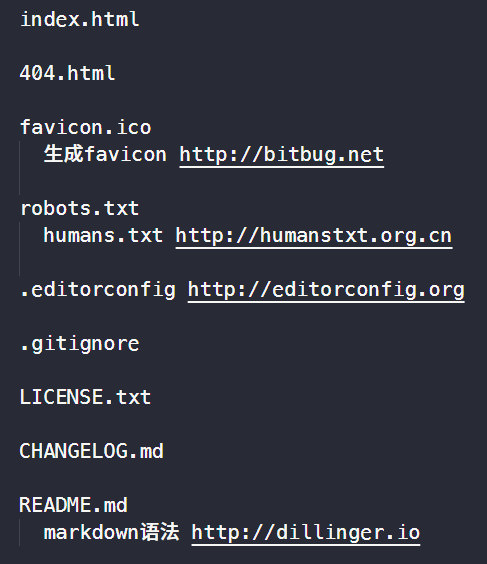 index.html
404.html
favicon.ico
生成favicon http://bitbug.net
robots.txt
humans.txt http://humanstxt.org.cn
.editorconfig http://editorconfig.org
.gitignore
LICENSE.txt
CHANGELOG.md
README.md
markdown语法 http://dillinger.io